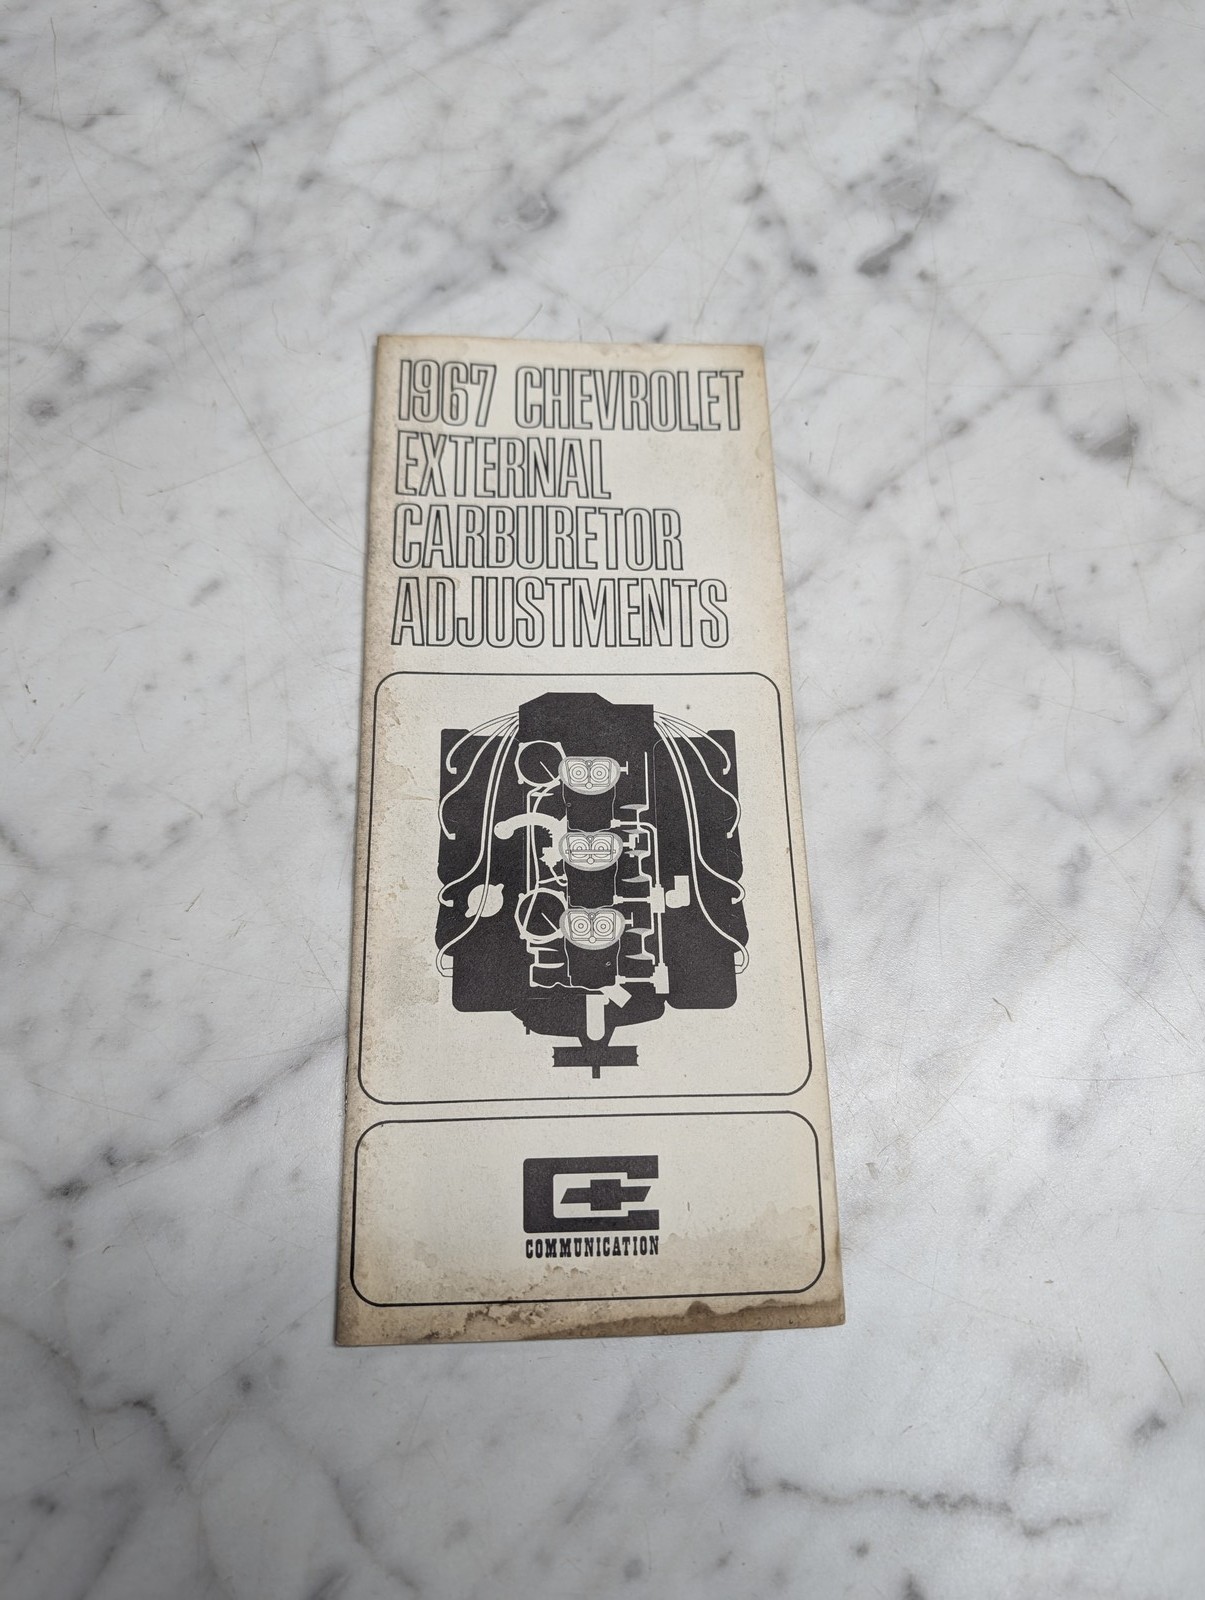 1967 CHEVROLET
EXTERNAL
CARBURETOR
ADJUSTMENTS
COMMUNICATION